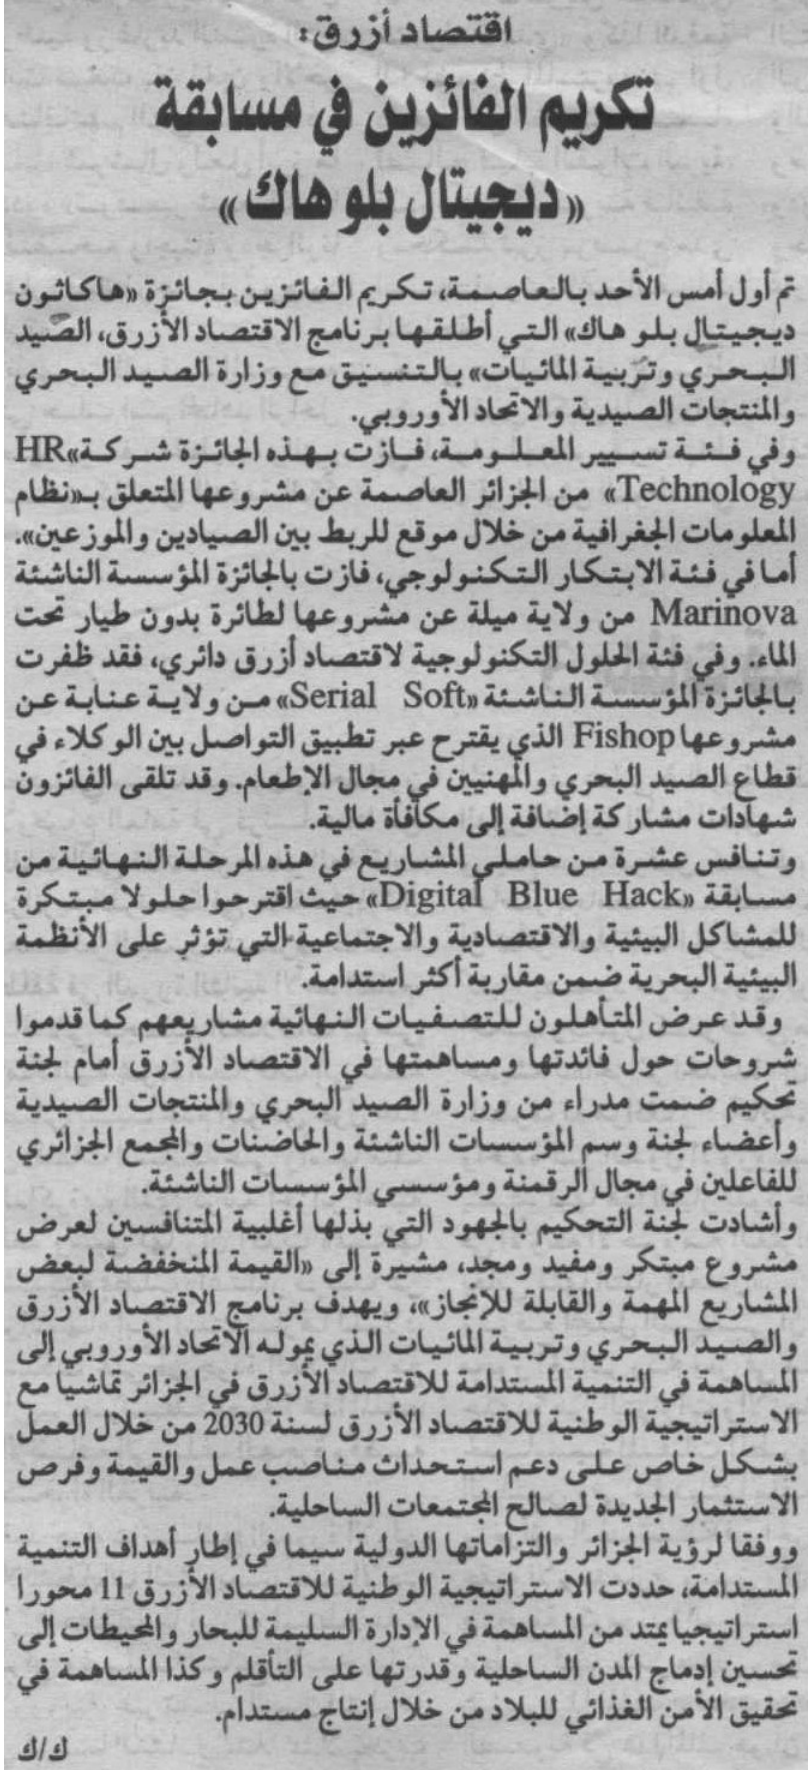 اقتصاد أزرق:
تكريم الفائزين في مسابقة
«ديجيتال بلو هاك»
تم أول أمس الأحد بالعاصمة، تكريم الفائزين بجائزة «هاكاثون
ديجيتال بلو هاك» التي أطلقها برنامج الاقتصاد الأزرق، الصيد
البحري وتربية المائيات» بالتنسيق مع وزارة الصيد البحري
والمنتجات الصيدية والاتحاد الأوروبي.
وفي فئة تسيير المعلومة، فازت بهذه الجائزة شركة «HR
Technology» من الجزائر العاصمة عن مشروعها المتعلق بـ«نظام
المعلومات الجغرافية من خلال موقع للربط بين الصيادين والموزعين».
أما في فئة الابتكار التكنولوجي، فازت بالجائزة المؤسسة الناشئة
Marinova من ولاية ميلة عن مشروعها لطائرة بدون طيار تحت
الماء. وفي فئة الحلول التكنولوجية لاقتصاد أزرق دائري، فقد ظفرت
بالجائزة المؤسسة الناشئة «Serial Soft» من ولاية عنابة عن
مشروعها Fishop الذي يقترح عبر تطبيق التواصل بين الوكلاء في
قطاع الصيد البحري والمهنيين في مجال الإطعام. وقد تلقى الفائزون
شهادات مشاركة إضافة إلى مكافأة مالية.
وتنافس عشرة من حاملي المشاريع في هذه المرحلة النهائية من
مسابقة «Digital Blue Hack» حيث اقترحوا حلولا مبتكرة
للمشاكل البيئية والاقتصادية والاجتماعية التي تؤثر على الأنظمة
البيئية البحرية ضمن مقاربة أكثر استدامة.
وقد عرض المتأهلون للتصفيات النهائية مشاريعهم كما قدموا
شروحات حول فائدتها ومساهمتها في الاقتصاد الأزرق أمام لجنة
تحكيم ضمت مدراء من وزارة الصيد البحري والمنتجات الصيدية
وأعضاء لجنة وسم المؤسسات الناشئة والحاضنات والمجمع الجزائري
للفاعلين في مجال الرقمنة ومؤسسي المؤسسات الناشئة.
وأشادت لجنة التحكيم بالجهود التي بذلها أغلبية المتنافسين لعرض
مشروع مبتكر ومفيد ومجد، مشيرة إلى «القيمة المنخفضة لبعض
المشاريع المهمة والقابلة للإنجاز»، ويهدف برنامج الاقتصاد الأزرق
والصيد البحري وتربية المائيات الذي يموله الاتحاد الأوروبي إلى
المساهمة في التنمية المستدامة للاقتصاد الأزرق في الجزائر تماشيا مع
الاستراتيجية الوطنية للاقتصاد الأزرق لسنة 2030 من خلال العمل
بشكل خاص على دعم استحداث مناصب عمل والقيمة وفرص
الاستثمار الجديدة لصالح المجتمعات الساحلية.
ووفقا لرؤية الجزائر والتزاماتها الدولية سيما في إطار أهداف التنمية
المستدامة، حددت الاستراتيجية الوطنية للاقتصاد الأزرق 11 محورا
استراتيجيا يمتد من المساهمة في الإدارة السليمة للبحار والمحيطات إلى
تحسين إدماج المدن الساحلية وقدرتها على التأقلم وكذا المساهمة في
تحقيق الأمن الغذائي للبلاد من خلال إنتاج مستدام.
ك/ك